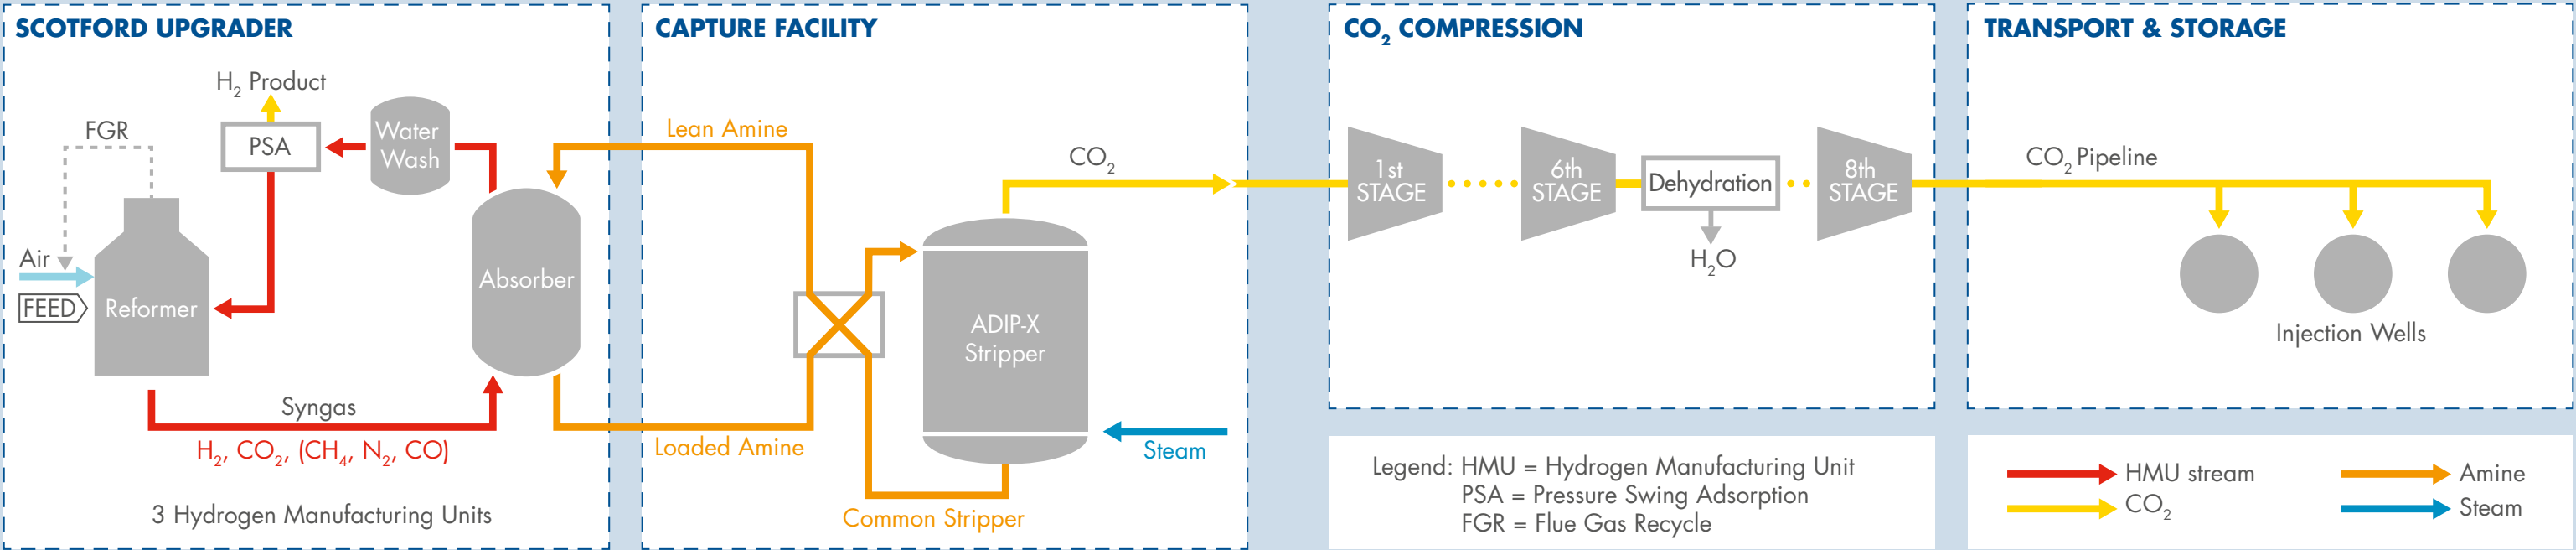 SCOTFORD UPGRADER
H₂ Product
FGR
PSA
Water
Wash
Air
FEED
Reformer
Absorber
Syngas
H₂, CO₂, (CH₄, N₂, CO)
3 Hydrogen Manufacturing Units
CAPTURE FACILITY
Lean Amine
CO₂
ADIP-X
Stripper
Loaded Amine
Steam
Common Stripper
CO₂ COMPRESSION
1st
STAGE
6th
STAGE
Dehydration
H₂O
8th
STAGE
TRANSPORT & STORAGE
CO₂ Pipeline
Injection Wells
Legend: HMU = Hydrogen Manufacturing Unit
PSA = Pressure Swing Adsorption
FGR = Flue Gas Recycle
HMU stream
Amine
CO₂
Steam